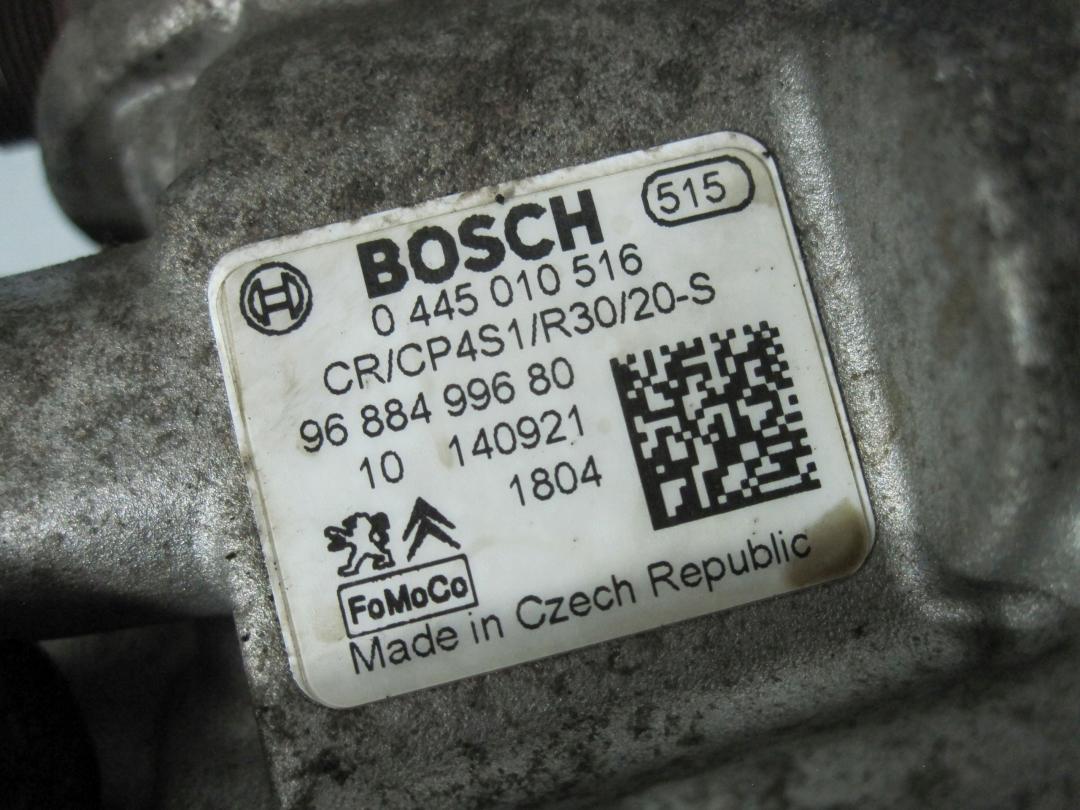 515
BOSCH
0 445 010 516
CR/CP4S1/R30/20-S
96 884 996 80
10 140921
1804
FoMoCo
Made in Czech Republic